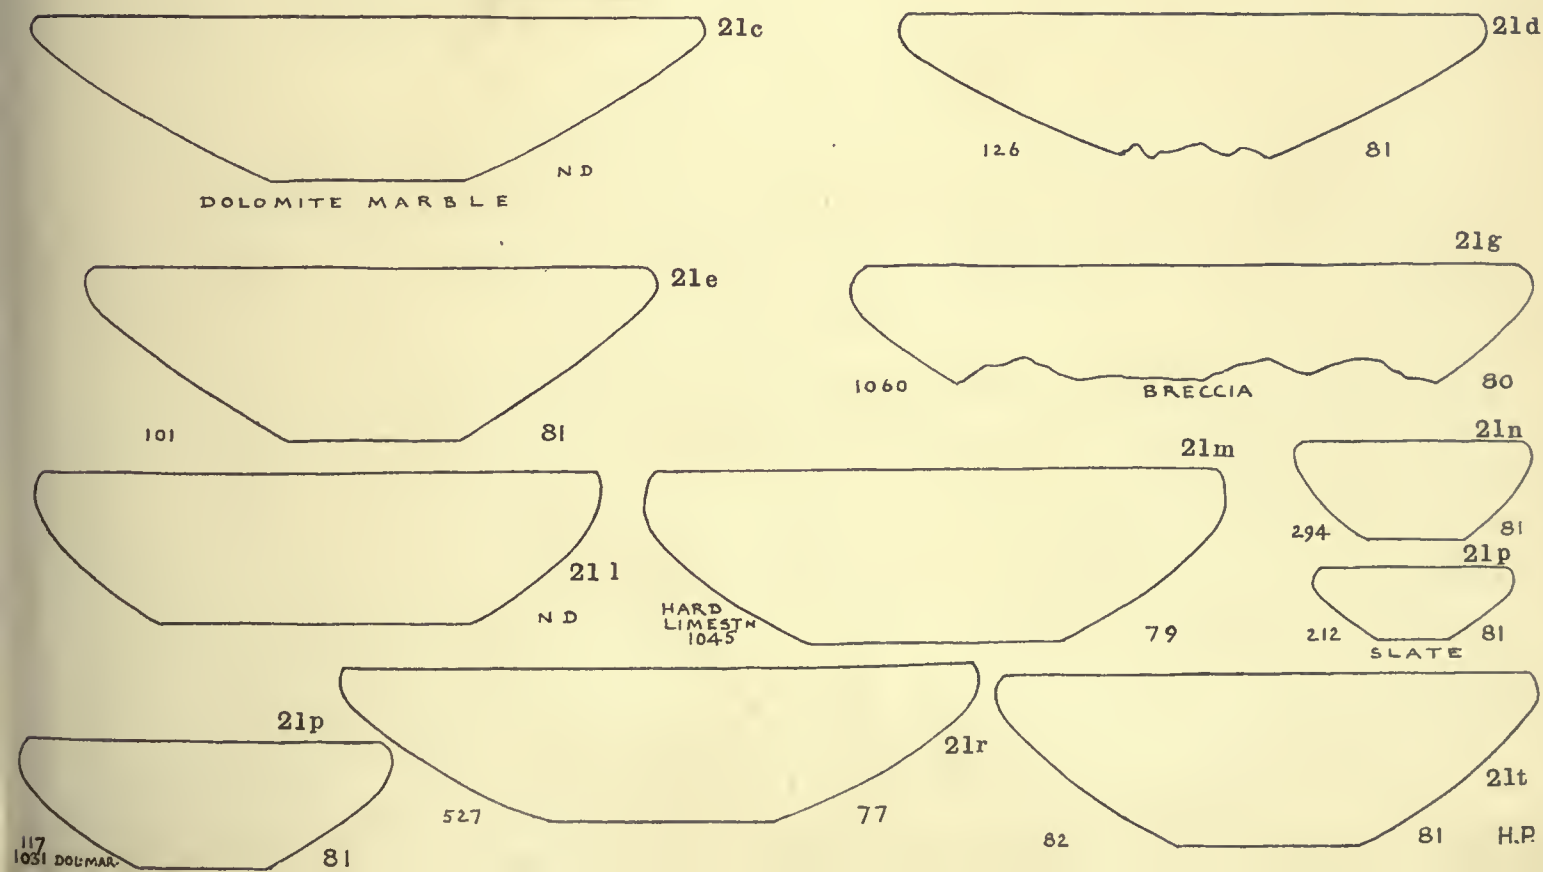 21c
ND
DOLOMITE MARBLE
21d
126
81
21e
101
81
21g
1060
BRECCIA
80
21l
ND
21m
HARD
LIMESTN
1045
79
21n
294
81
21p
212
81
SLATE
21p
117
1031 DOL:MAR.
81
21r
527
77
21t
82
81
H.P.